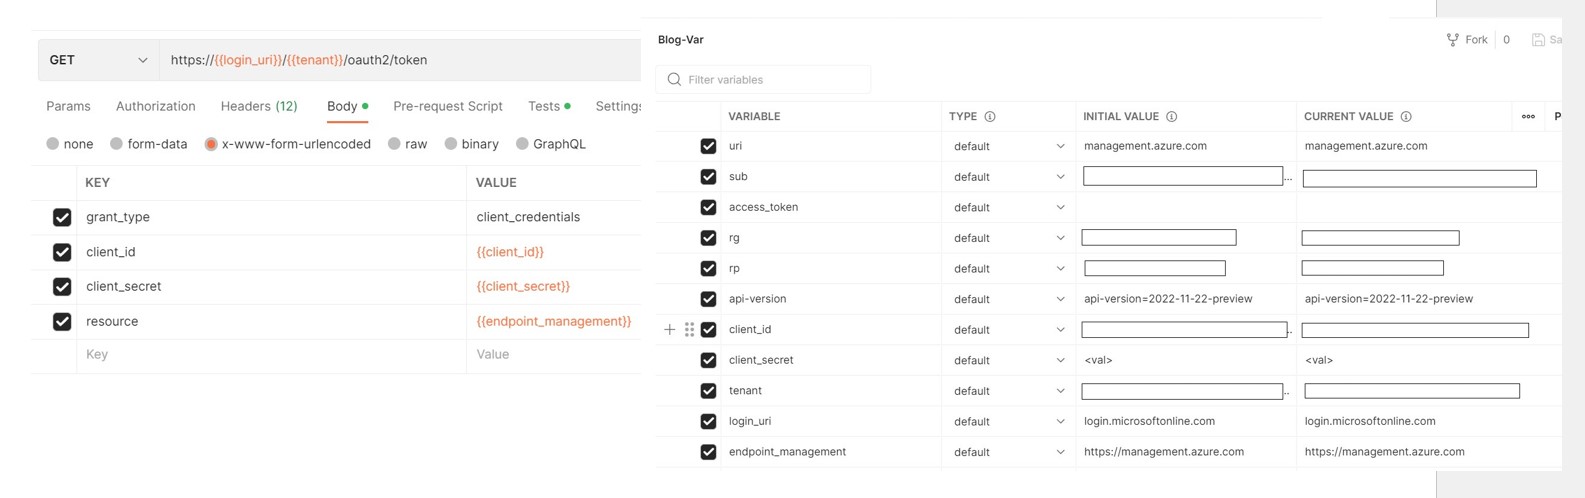 GET https://{{login_uri}}/{{tenant}}/oauth2/token
Params Authorization Headers (12) Body Pre-request Script Tests Settings
none form-data x-www-form-urlencoded raw binary GraphQL
KEY VALUE
grant_type client_credentials
client_id {{client_id}}
client_secret {{client_secret}}
resource {{endpoint_management}}
Key Value
Blog-Var Fork 0 Sa
Filter variables
VARIABLE TYPE INITIAL VALUE CURRENT VALUE P
uri default management.azure.com management.azure.com
sub default ...
access_token default
rg default
rp default
api-version default api-version=2022-11-22-preview api-version=2022-11-22-preview
client_id default ..
client_secret default <val> <val>
tenant default ..
login_uri default login.microsoftonline.com login.microsoftonline.com
endpoint_management default https://management.azure.com https://management.azure.com